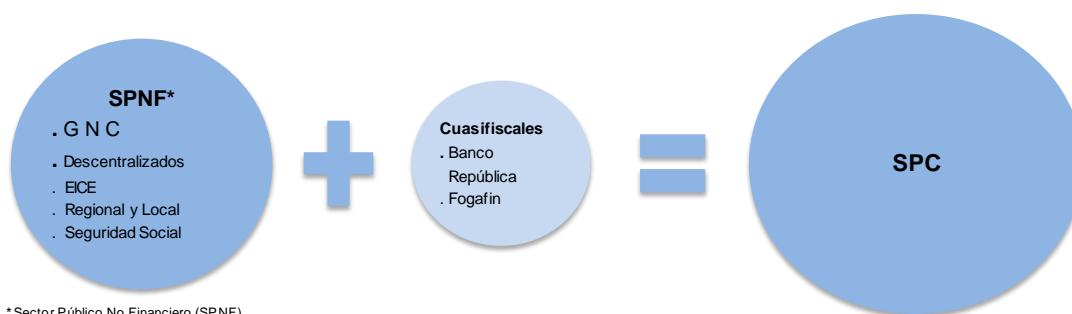 SPNF*
. G N C
. Descentralizados
. EICE
. Regional y Local
. Seguridad Social
Cuasifiscales
. Banco
República
. Fogafin
SPC
* Sector Público No Financiero (SPNF)